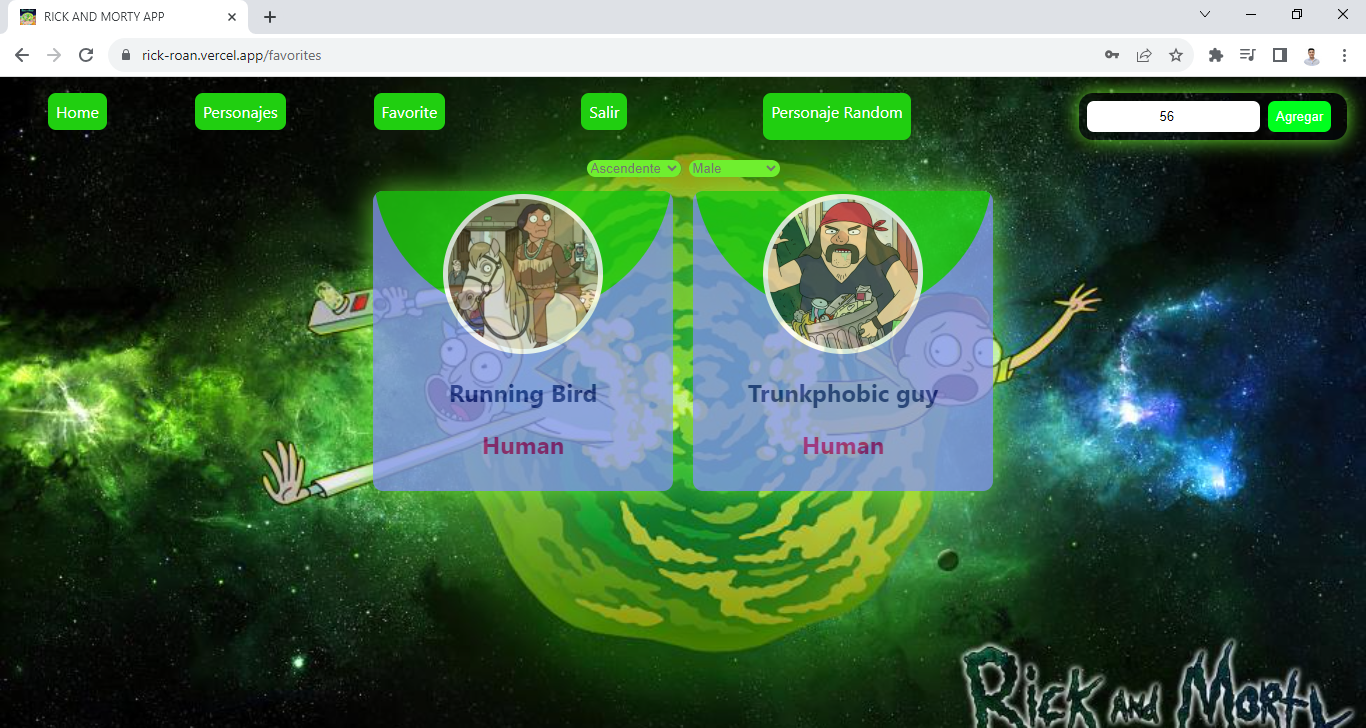 RICK AND MORTY APP
rick-roan.vercel.app/favorites
Home
Personajes
Favorite
Salir
Personaje Random
56
Agregar
Ascendente
Male
Running Bird
Trunkphobic guy
Human
Human
Rick and Morty